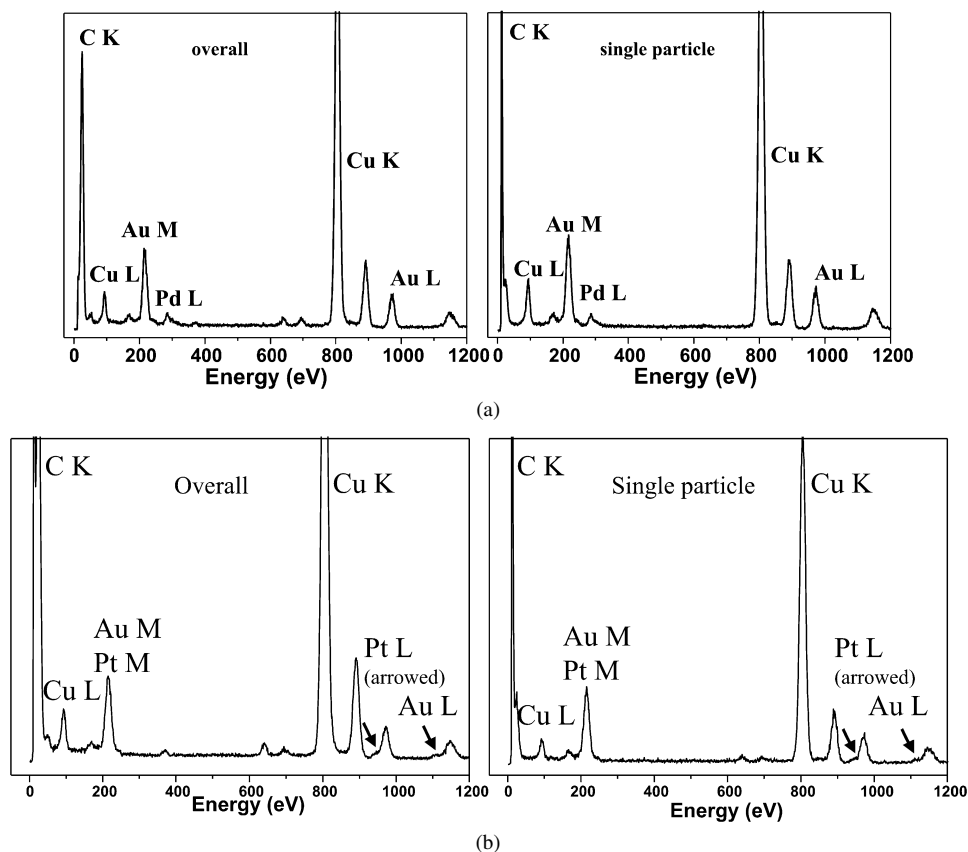 C K
overall
Cu K
Au M
Cu L
Pd L
Au L
0 200 400 600 800 1000 1200
Energy (eV)
C K
single particle
Cu K
Au M
Cu L
Pd L
Au L
0 200 400 600 800 1000 1200
Energy (eV)
(a)
C K
Overall
Cu K
Au M
Pt M
Cu L
Pt L
(arrowed)
Au L
0 200 400 600 800 1000 1200
Energy (eV)
C K
Single particle
Cu K
Au M
Pt M
Cu L
Pt L
(arrowed)
Au L
0 200 400 600 800 1000 1200
Energy (eV)
(b)